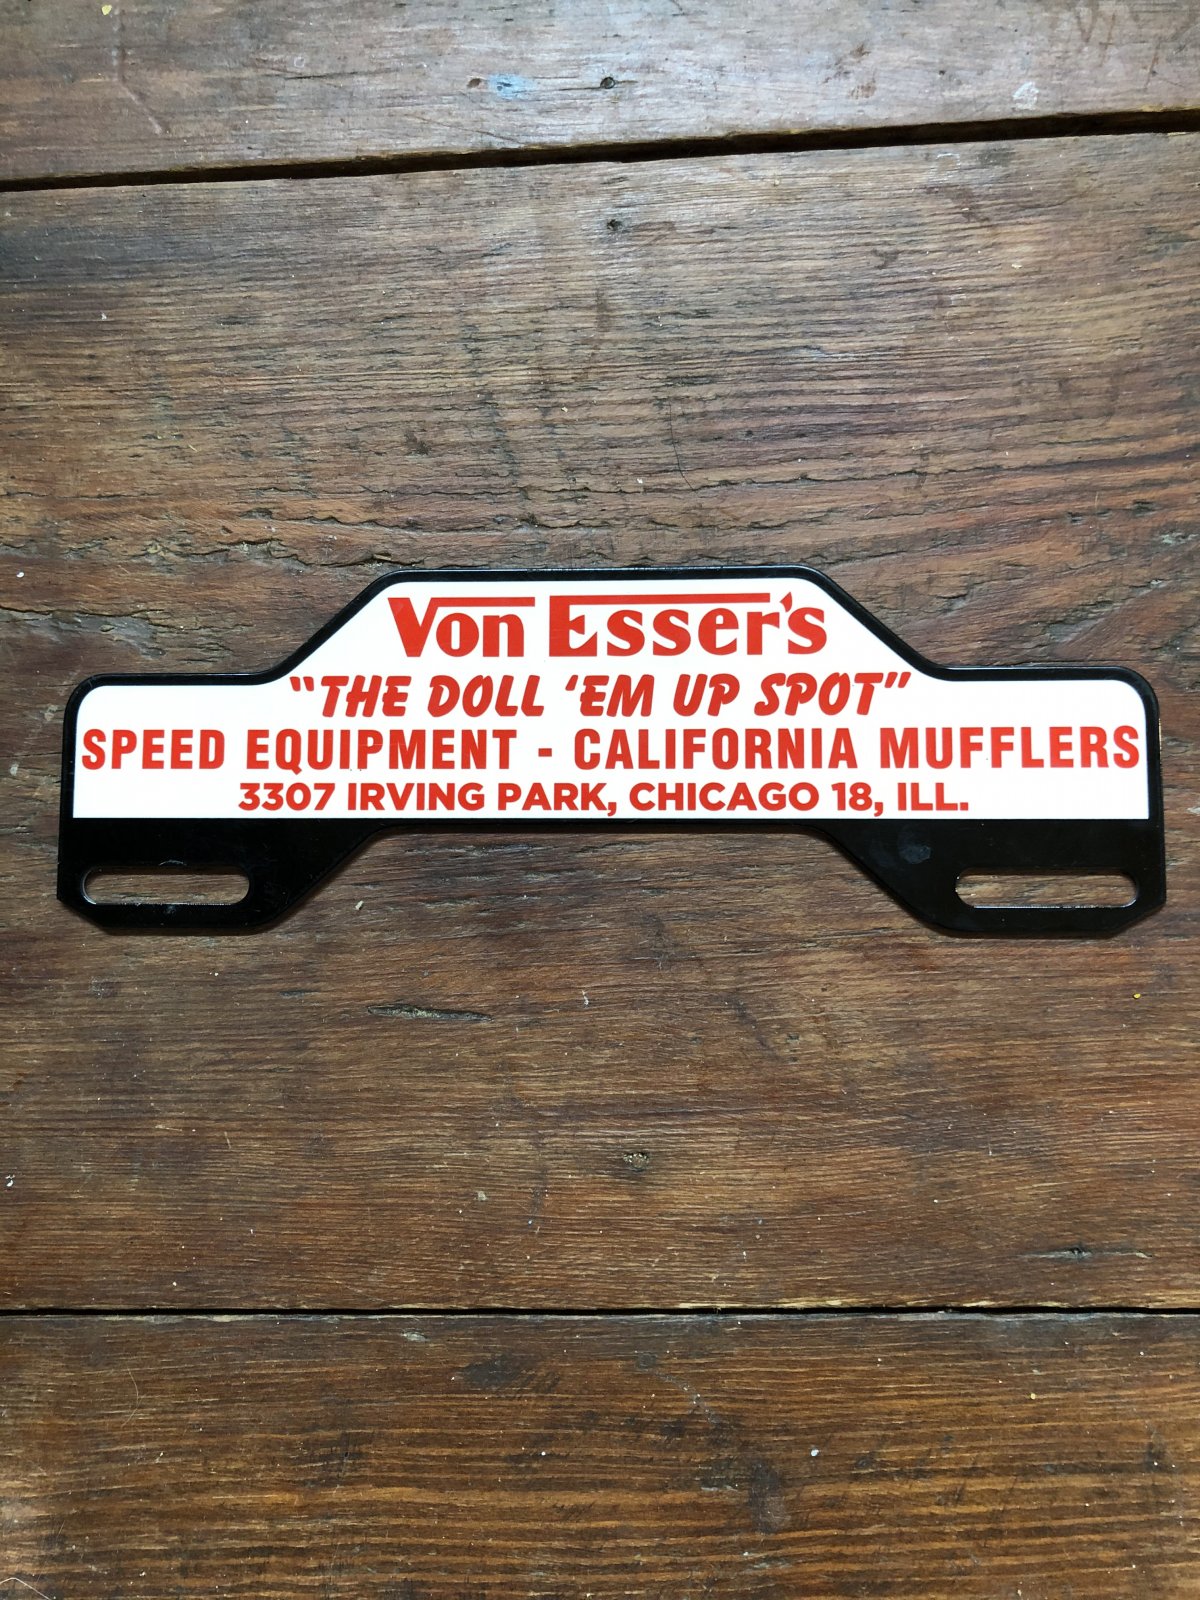 Von Esser's
"THE DOLL 'EM UP SPOT"
SPEED EQUIPMENT - CALIFORNIA MUFFLERS
3307 IRVING PARK, CHICAGO 18, ILL.